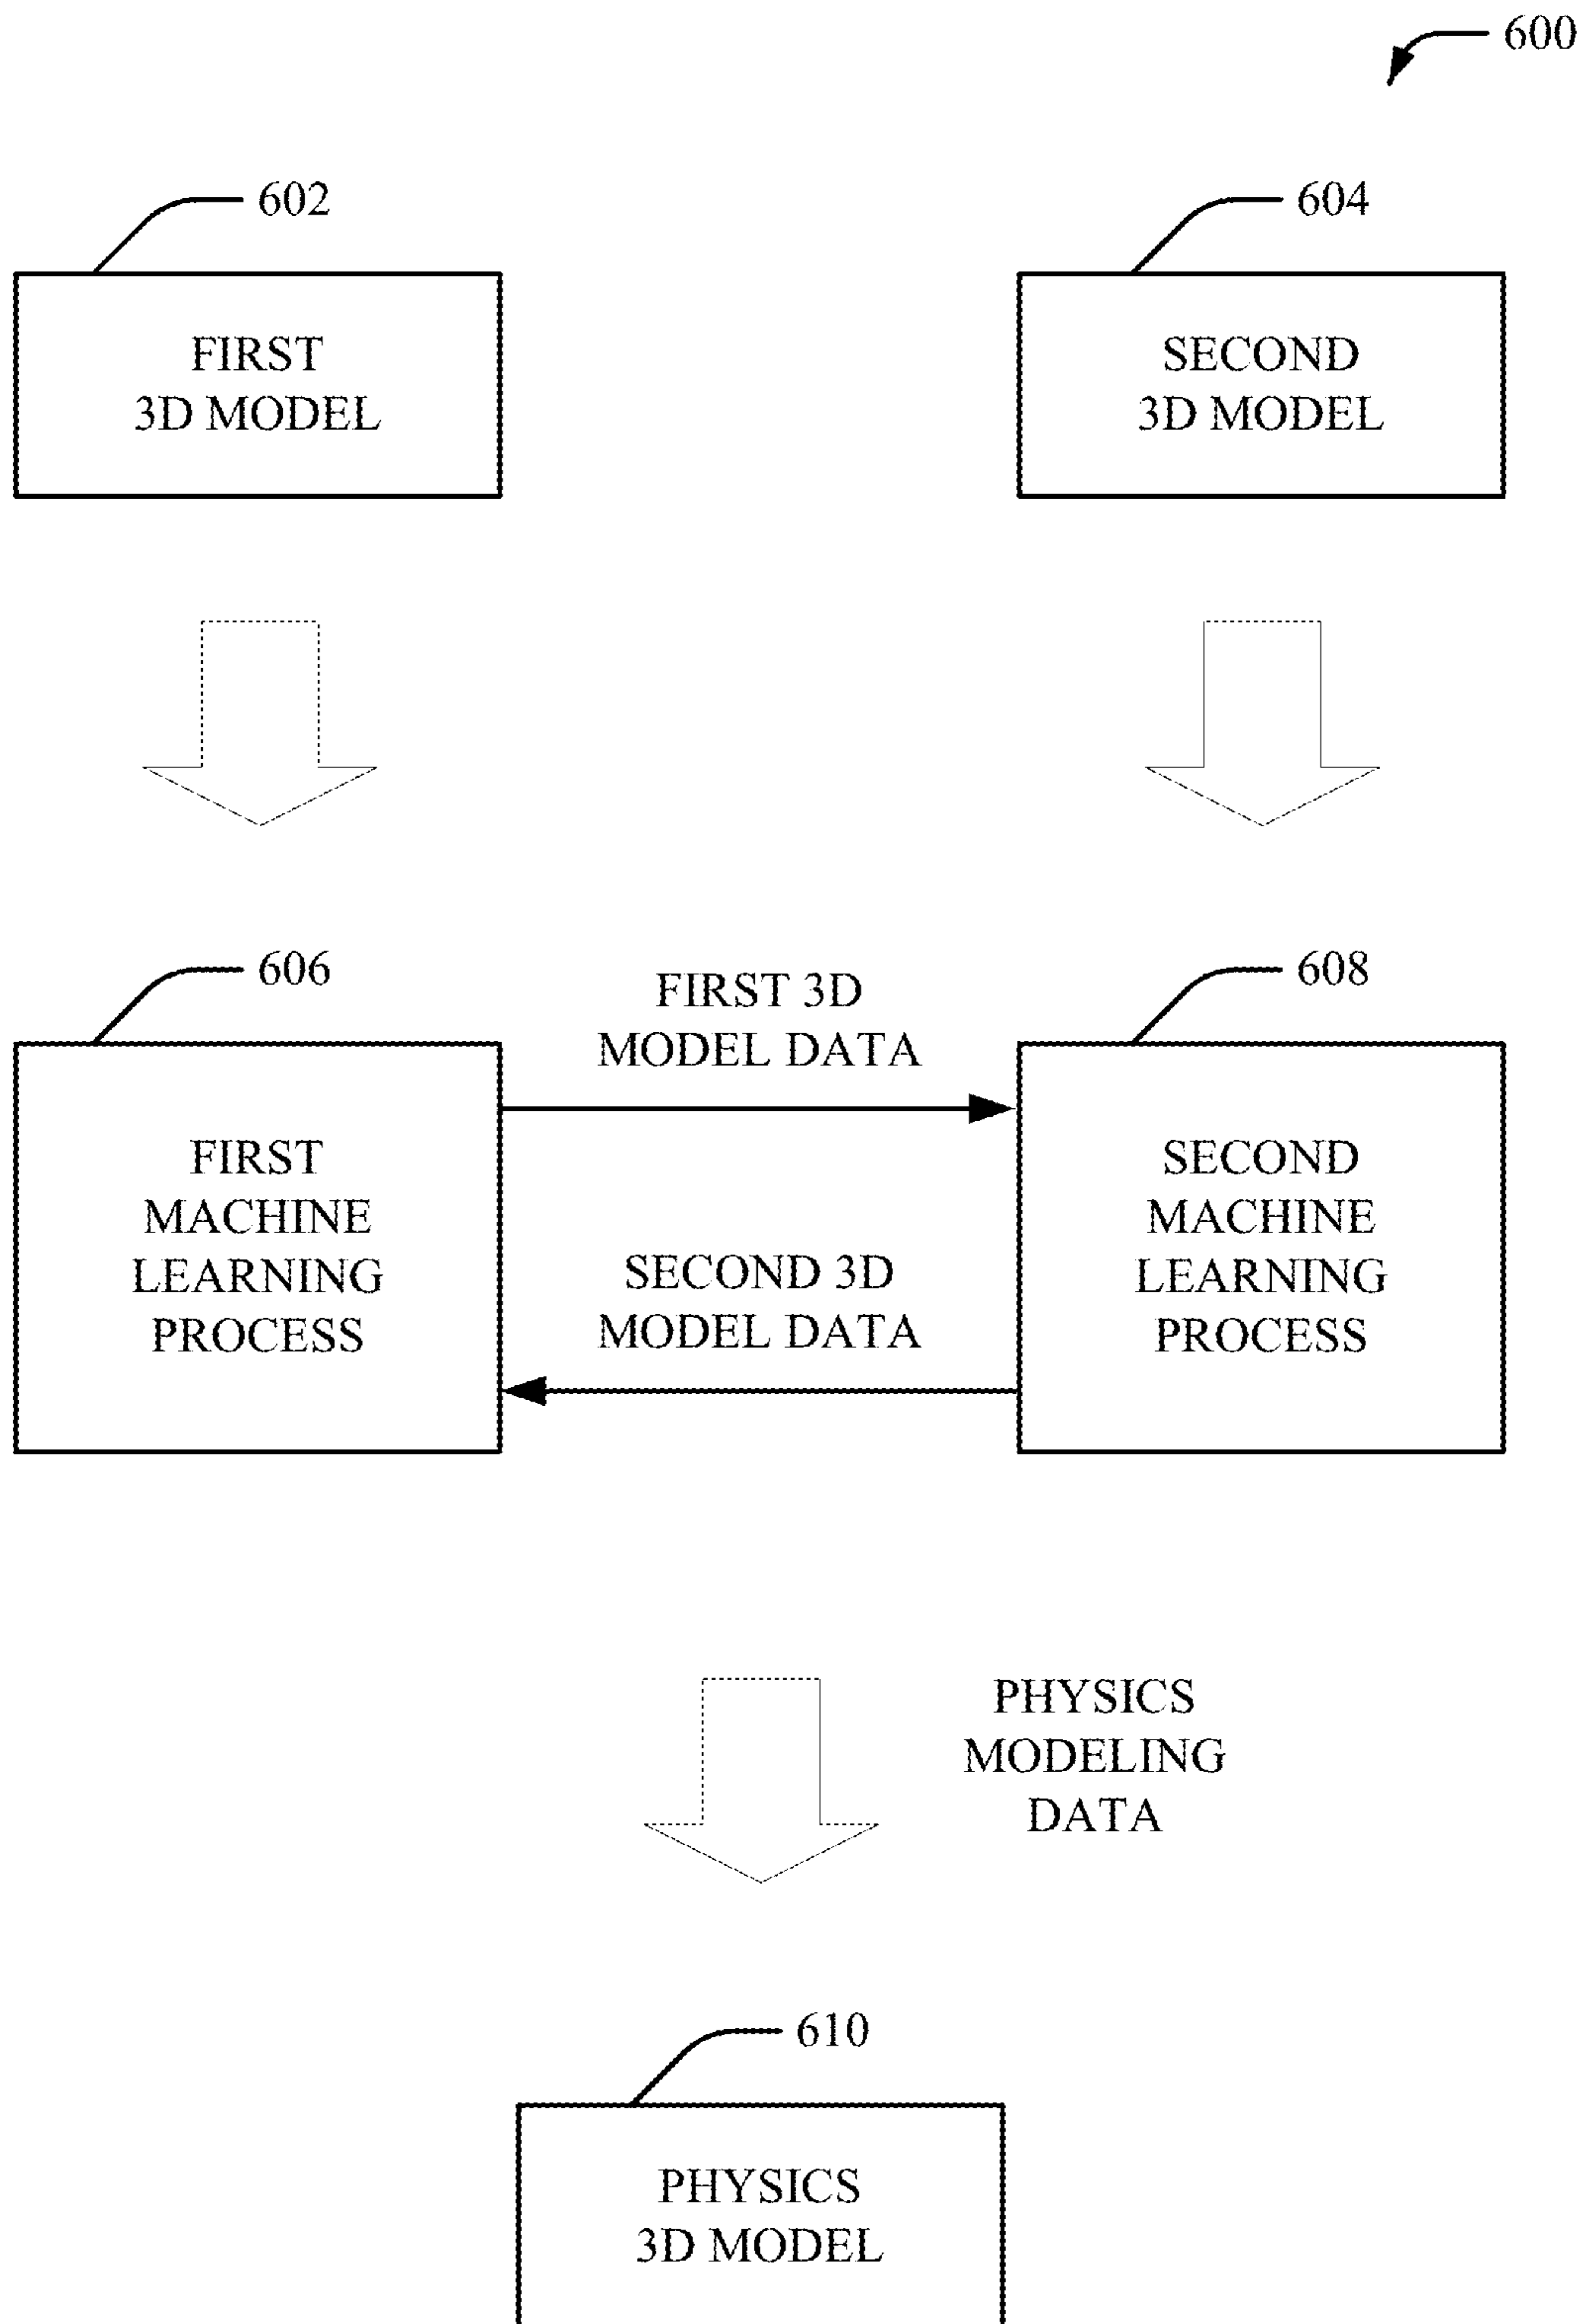 600
602
604
FIRST
3D MODEL
SECOND
3D MODEL
606
608
FIRST 3D
MODEL DATA
FIRST
MACHINE
LEARNING
PROCESS
SECOND 3D
MODEL DATA
SECOND
MACHINE
LEARNING
PROCESS
PHYSICS
MODELING
DATA
610
PHYSICS
3D MODEL